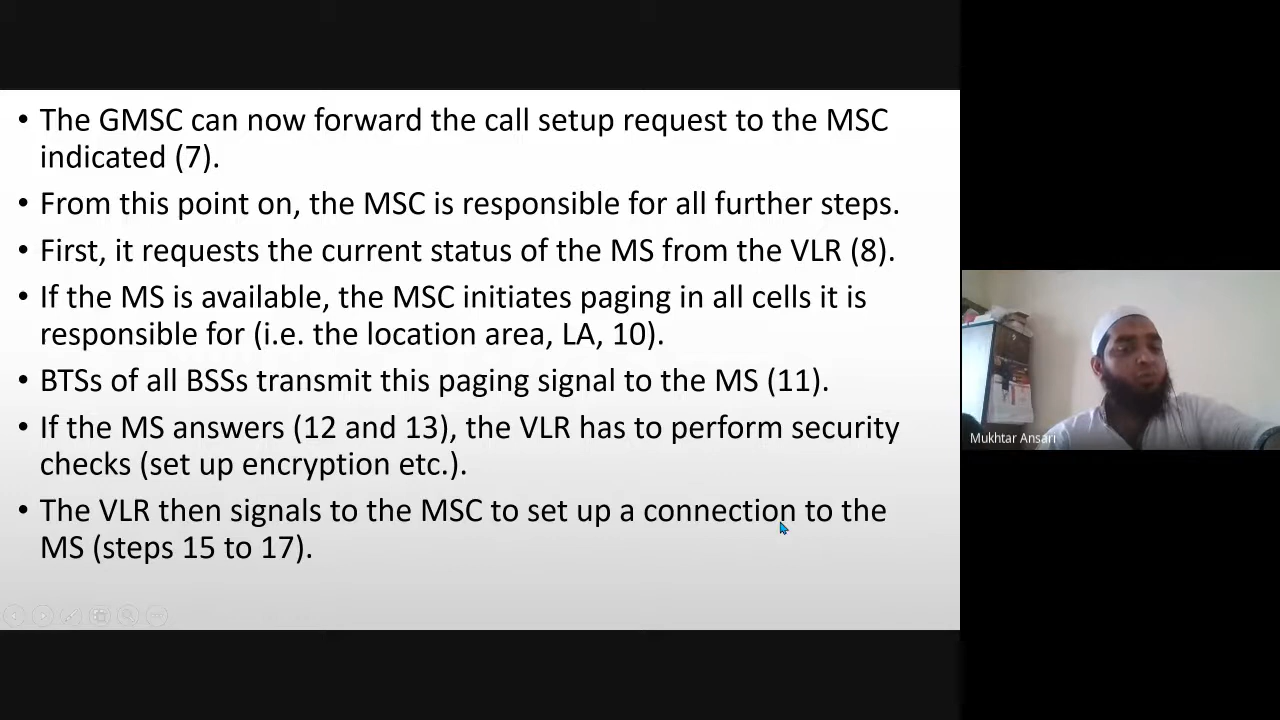 • The GMSC can now forward the call setup request to the MSC
indicated (7).
• From this point on, the MSC is responsible for all further steps.
• First, it requests the current status of the MS from the VLR (8).
• If the MS is available, the MSC initiates paging in all cells it is
responsible for (i.e. the location area, LA, 10).
• BTSs of all BSSs transmit this paging signal to the MS (11).
• If the MS answers (12 and 13), the VLR has to perform security
checks (set up encryption etc.).
• The VLR then signals to the MSC to set up a connection to the
MS (steps 15 to 17).
Mukhtar Ansari